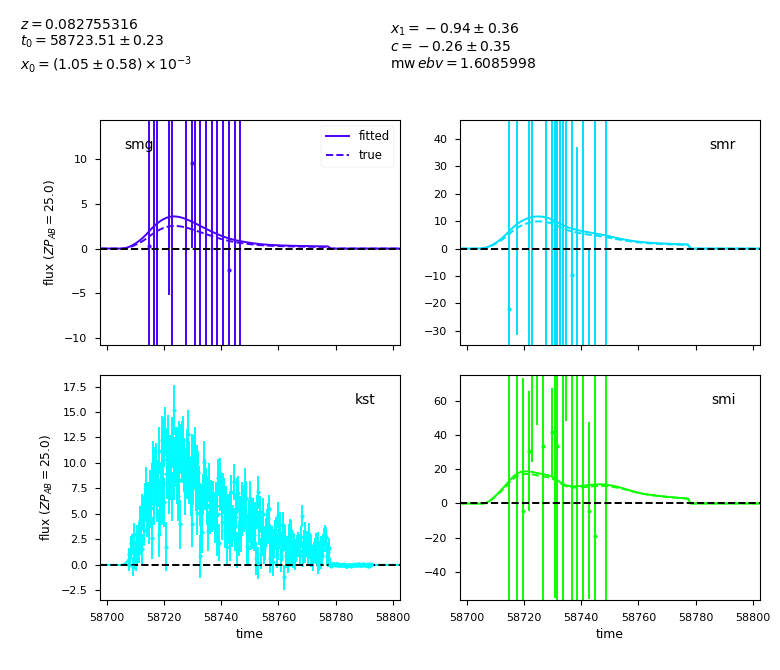 z = 0.082755316
t₀ = 58723.51 ± 0.23
x₀ = (1.05 ± 0.58) × 10⁻³
x₁ = −0.94 ± 0.36
c = −0.26 ± 0.35
mw ebv = 1.6085998
smg
fitted
true
flux (ZP_AB = 25.0)
10
5
0
−5
−10
smr
40
30
20
10
0
−10
−20
−30
kst
flux (ZP_AB = 25.0)
17.5
15.0
12.5
10.0
7.5
5.0
2.5
0.0
−2.5
58700 58720 58740 58760 58780 58800
time
smi
60
40
20
0
−20
−40
58700 58720 58740 58760 58780 58800
time